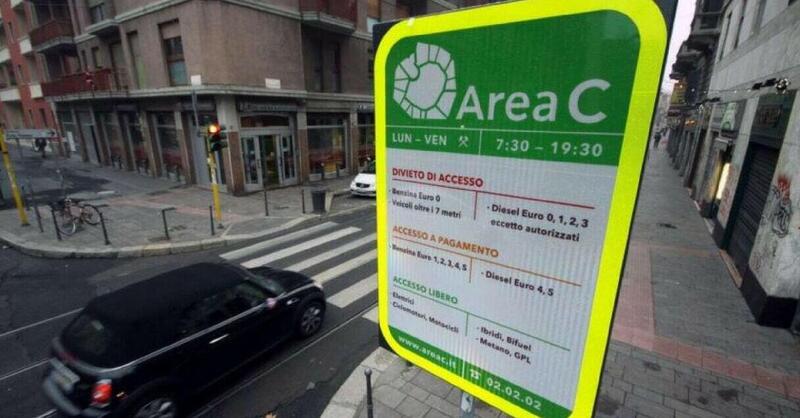 Area C
LUN – VEN 7:30 – 19:30
DIVIETO DI ACCESSO
· Benzina Euro 0
Veicoli oltre i 7 metri
· Diesel Euro 0, 1, 2, 3
eccetto autorizzati
ACCESSO A PAGAMENTO
· Benzina Euro 1, 2, 3, 4, 5
· Diesel Euro 4, 5
ACCESSO LIBERO
· Elettrici
· Ciclomotori, Motocicli
· Ibridi, Bifuel
· Metano, GPL
www.areac.it 02.02.02